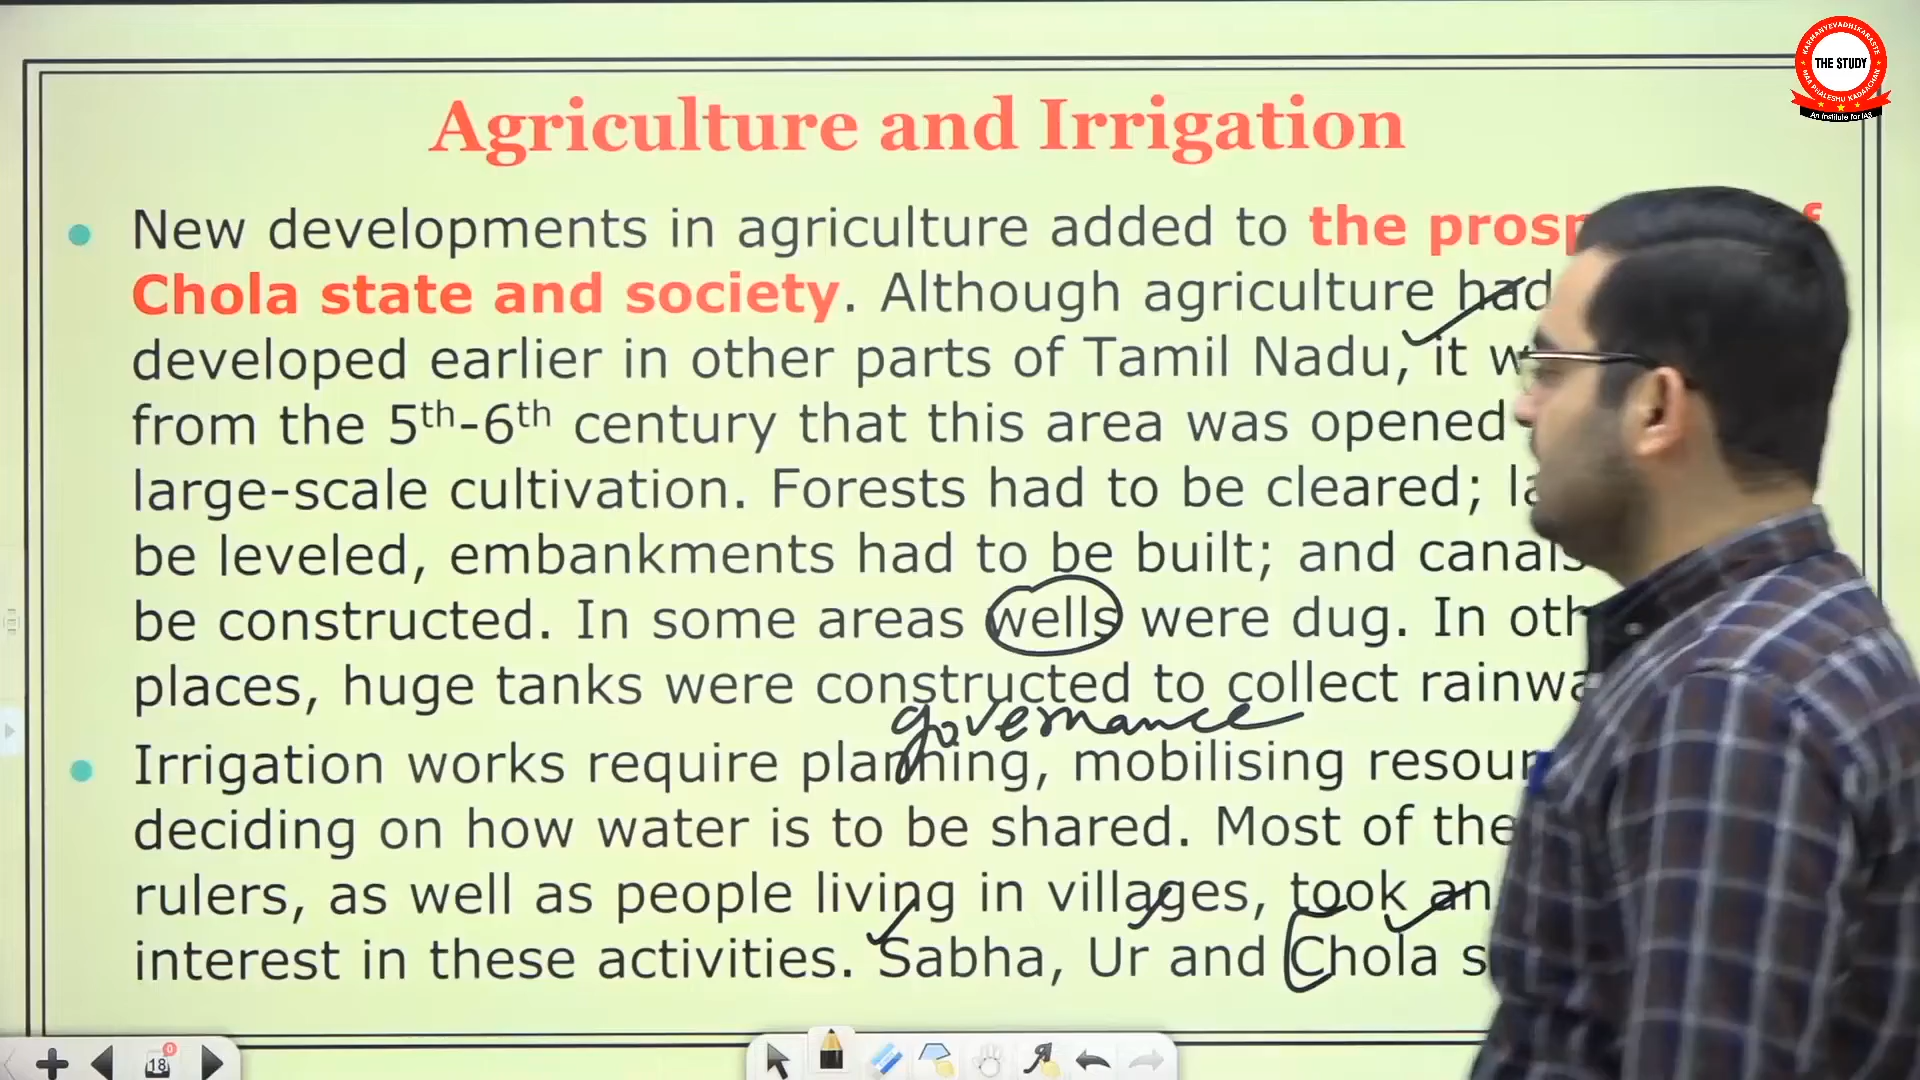 KARMANYEVADHIKARASTE
THE STUDY
MAA PHALESHU KADAACHAN
An Institute for IAS
Agriculture and Irrigation
New developments in agriculture added to the
Chola state and society. Although agriculture had
developed earlier in other parts of Tamil Nadu, it
from the 5th-6th century that this area was opened
large-scale cultivation. Forests had to be cleared;
be leveled, embankments had to be built; and canals
be constructed. In some areas wells were dug. In
places, huge tanks were constructed to collect
governance
Irrigation works require planning, mobilising
deciding on how water is to be shared. Most of the
rulers, as well as people living in villages, took an
interest in these activities. Sabha, Ur and Chola
18
0